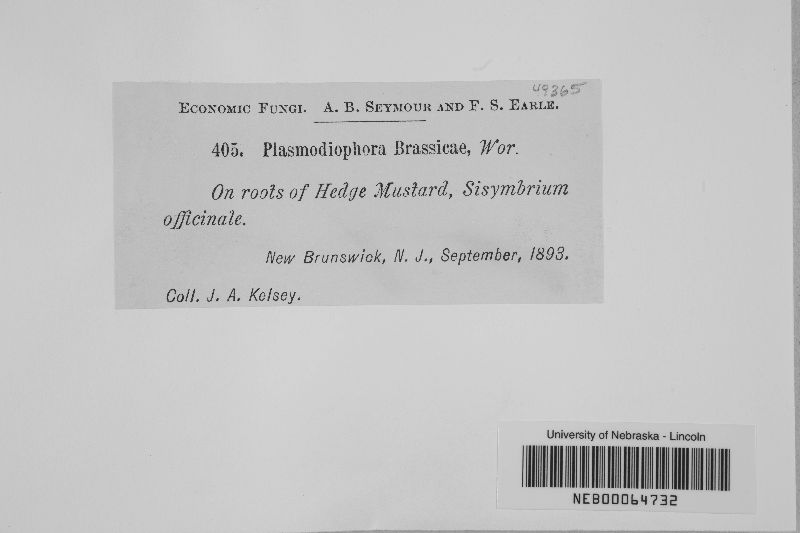 49365
Economic Fungi. A. B. Seymour and F. S. Earle.
405. Plasmodiophora Brassicae, Wor.
On roots of Hedge Mustard, Sisymbrium
officinale.
New Brunswick, N. J., September, 1893.
Coll. J. A. Kelsey.
University of Nebraska - Lincoln
NEB00064732